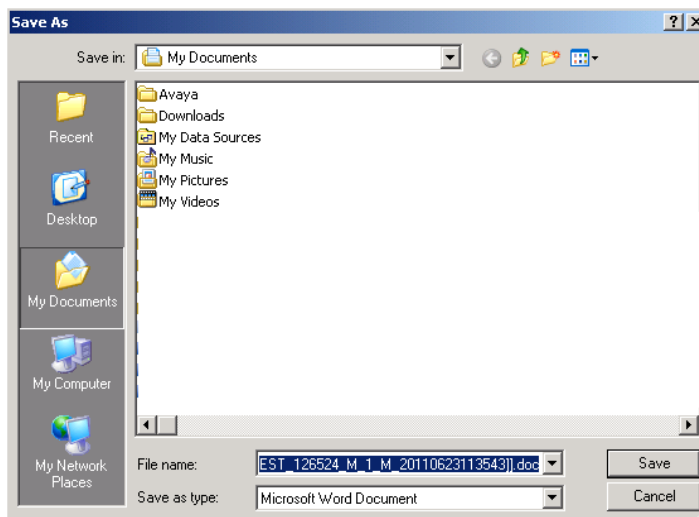 Save As
Save in:
My Documents
Recent
Desktop
My Documents
My Computer
My Network
Places
Avaya
Downloads
My Data Sources
My Music
My Pictures
My Videos
File name:
EST_126524_M_1_M_20110623113543]].doc
Save
Save as type:
Microsoft Word Document
Cancel